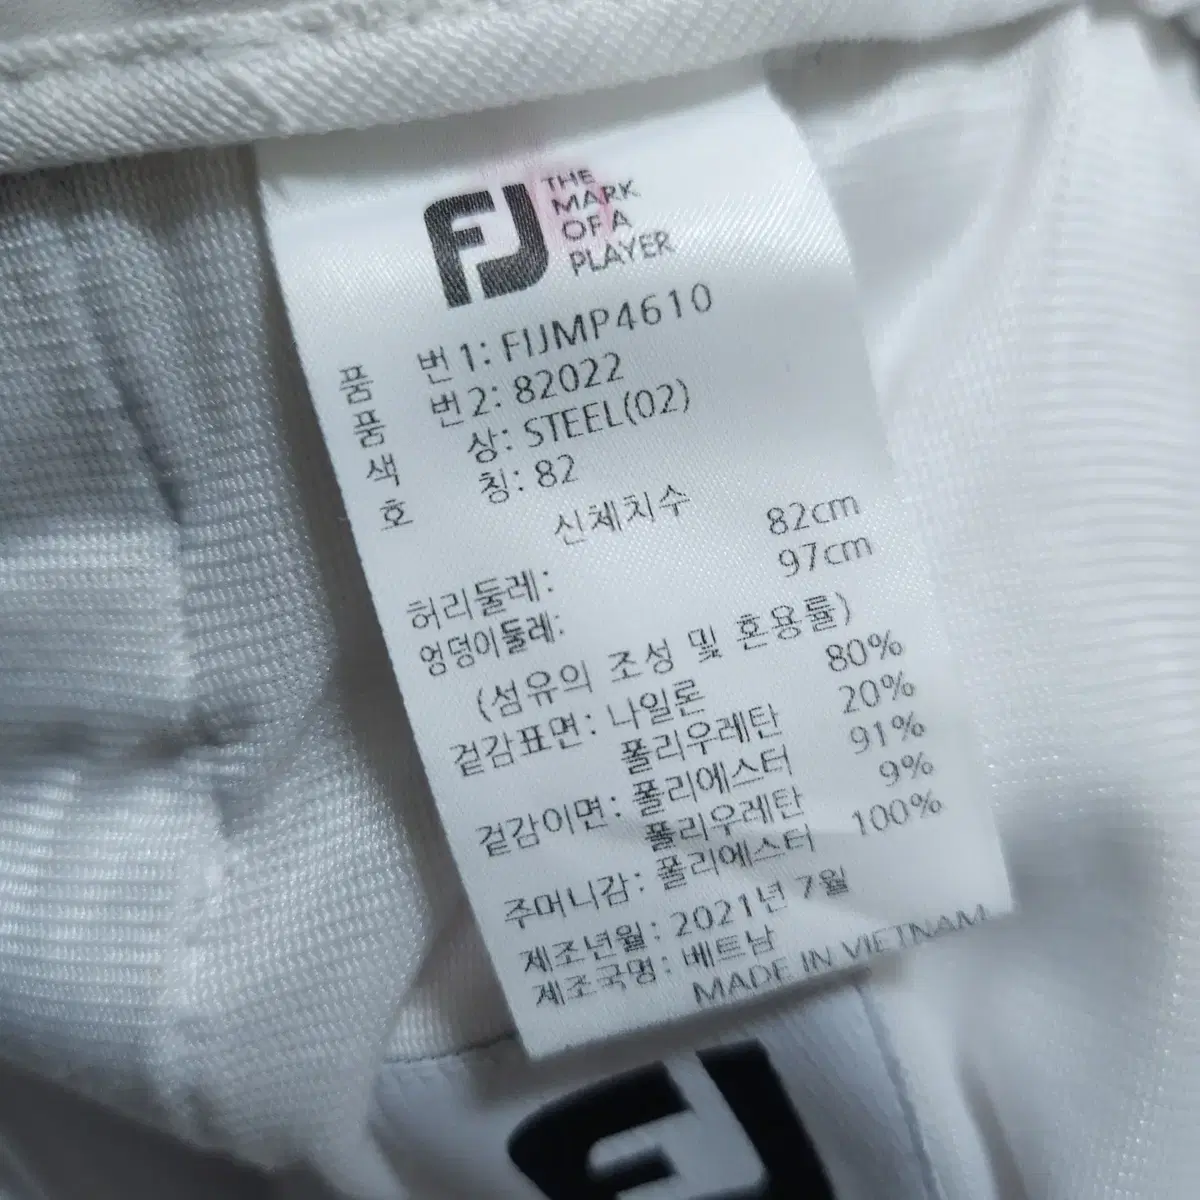 FJ THE
MARK
OF A
PLAYER
품 번1: FIJMP4610
품 번2: 82022
색 상: STEEL(02)
호 칭: 82
신체치수
허리둘레: 82cm
엉덩이둘레: 97cm
(섬유의 조성 및 혼용률)
겉감표면: 나일론 80%
폴리우레탄 20%
겉감이면: 폴리에스터 91%
폴리우레탄 9%
주머니감: 폴리에스터 100%
제조년월: 2021년 7월
제조국명: 베트남
MADE IN VIETNAM
FJ